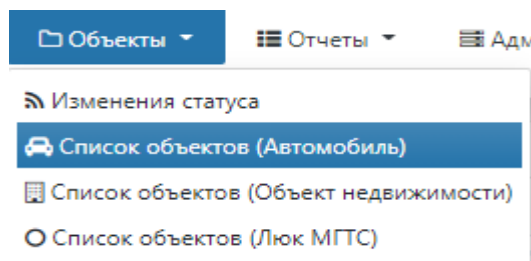 Объекты Отчеты Адм
Изменения статуса
Список объектов (Автомобиль)
Список объектов (Объект недвижимости)
Список объектов (Люк МГТС)